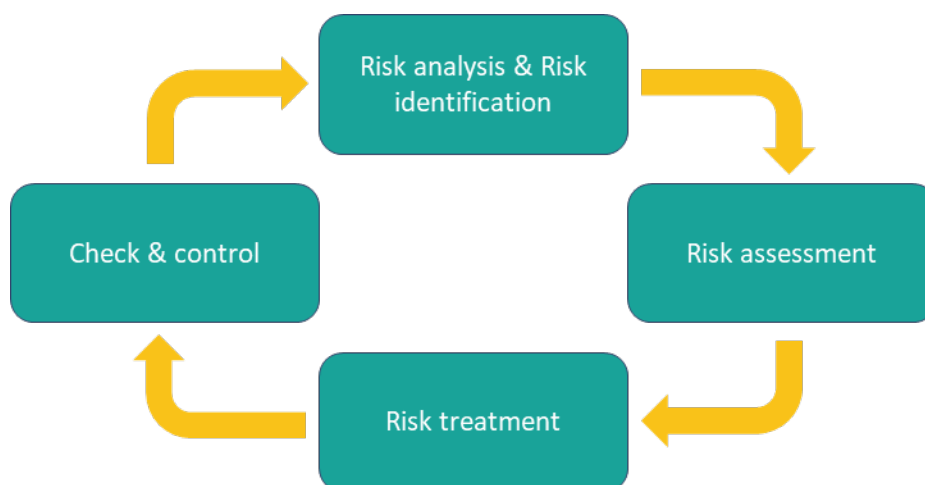 Risk analysis & Risk
identification
Check & control
Risk assessment
Risk treatment